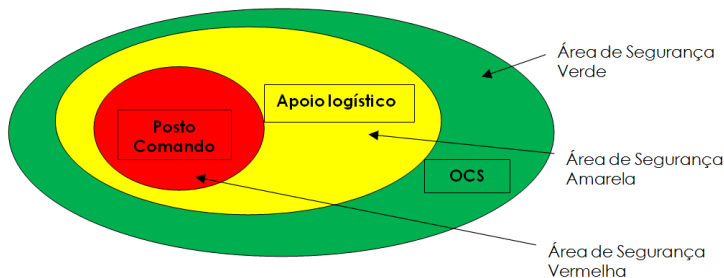 Área de Segurança
Verde
Apoio logístico
Posto
Comando
Área de Segurança
Amarela
OCS
Área de Segurança
Vermelha